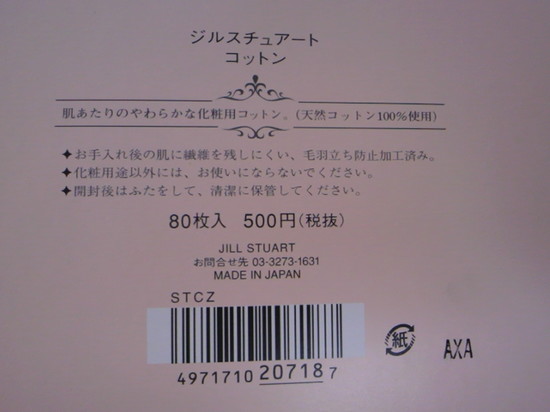 ジルスチュアート
コットン
肌あたりのやわらかな化粧用コットン。(天然コットン100%使用)
✦お手入れ後の肌に繊維を残しにくい、毛羽立ち防止加工済み。
✦化粧用途以外には、お使いにならないでください。
✦開封後はふたをして、清潔に保管してください。
80枚入 500円(税抜)
JILL STUART
お問合せ先 03-3273-1631
MADE IN JAPAN
STCZ
4971710 20718 7
紙
AXA